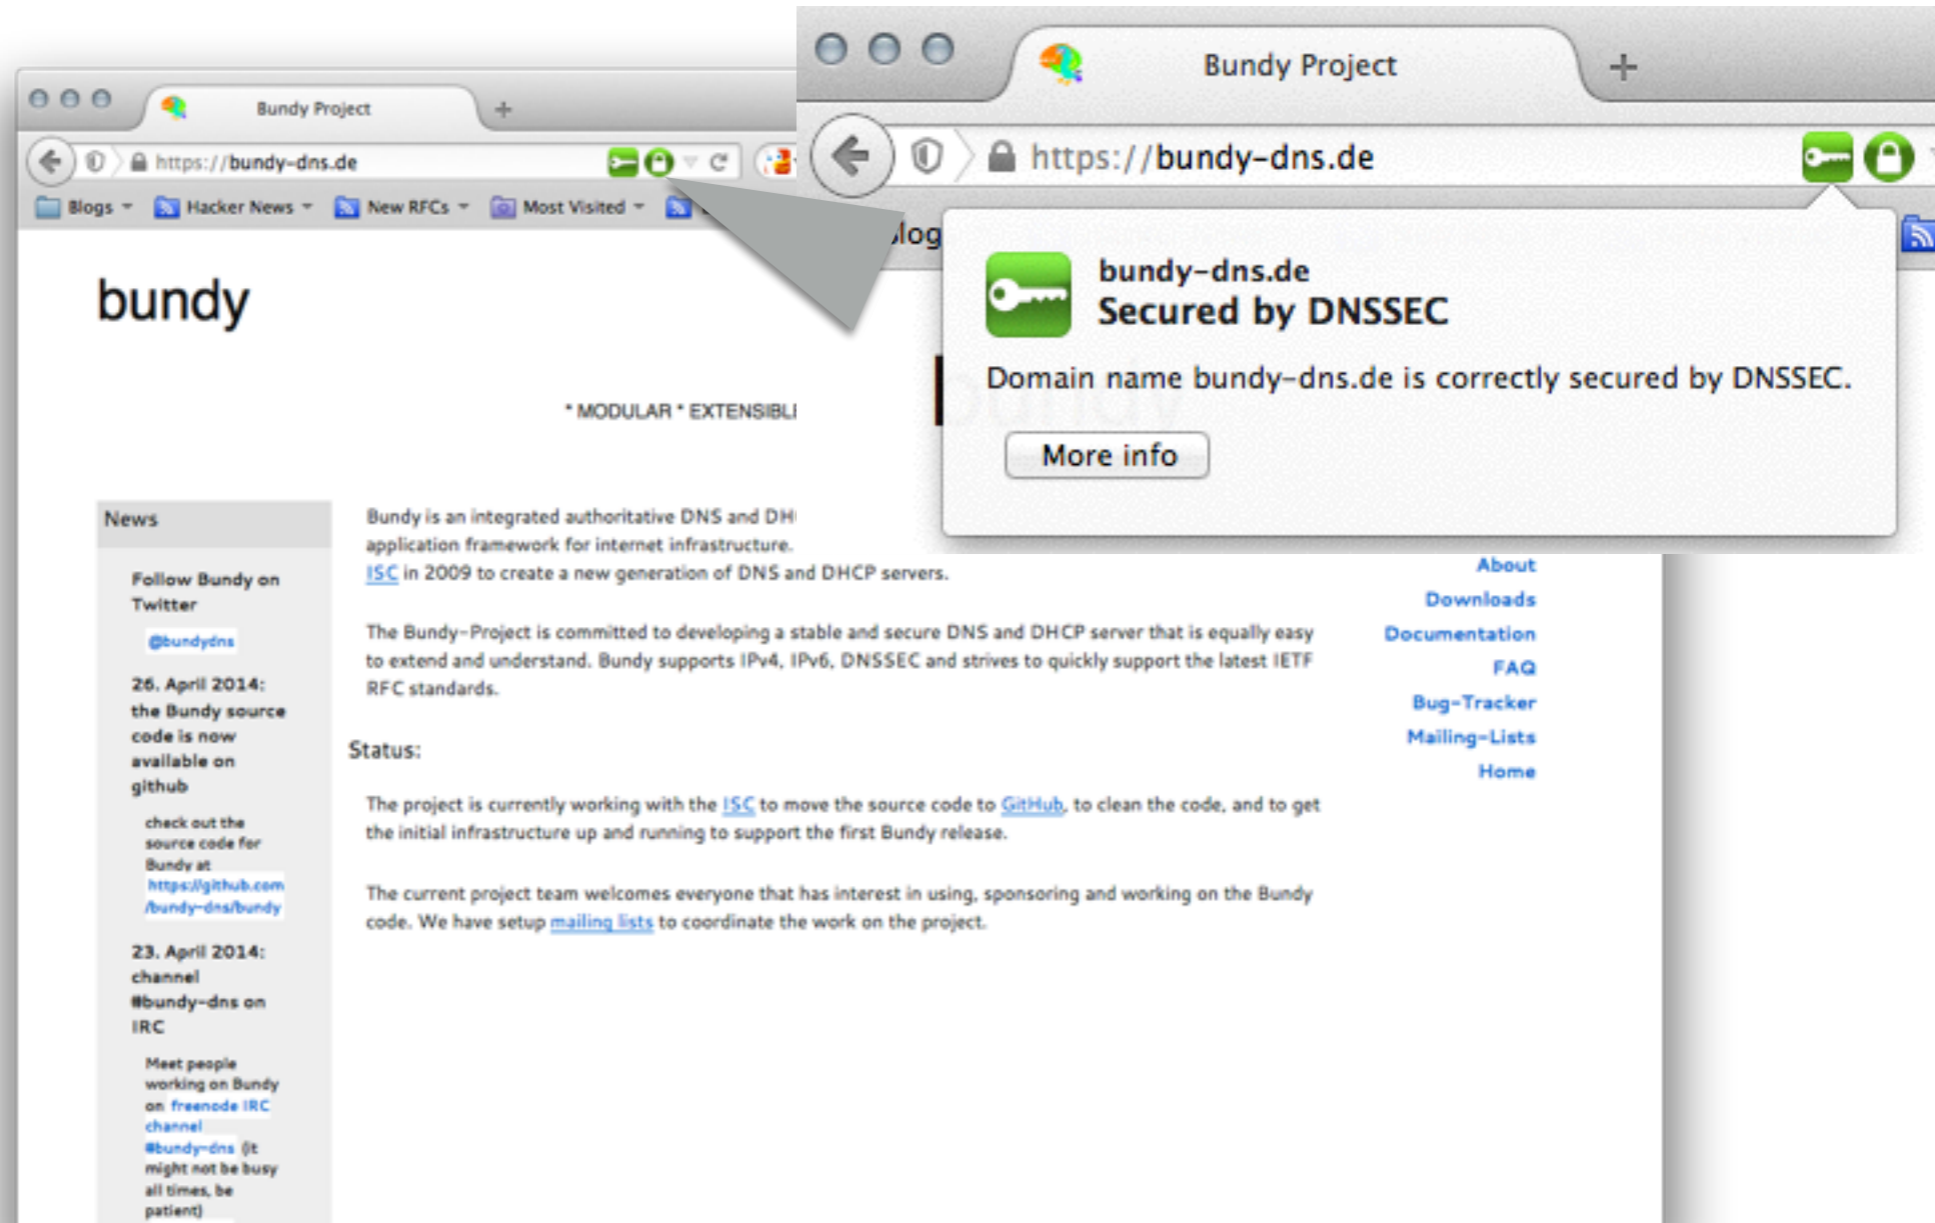 Bundy Project
https://bundy-dns.de
Blogs
Hacker News
New RFCs
Most Visited
Bundy Project
https://bundy-dns.de
bundy-dns.de
Secured by DNSSEC
Domain name bundy-dns.de is correctly secured by DNSSEC.
More info
bundy
* MODULAR * EXTENSIBL
News
Follow Bundy on
Twitter
@bundydns
26. April 2014:
the Bundy source
code is now
available on
github
check out the
source code for
Bundy at
https://github.com
/bundy-dns/bundy
23. April 2014:
channel
#bundy-dns on
IRC
Meet people
working on Bundy
on freenode IRC
channel
#bundy-dns (it
might not be busy
all times, be
patient)
Bundy is an integrated authoritative DNS and DH
application framework for internet infrastructure.
ISC in 2009 to create a new generation of DNS and DHCP servers.
The Bundy-Project is committed to developing a stable and secure DNS and DHCP server that is equally easy
to extend and understand. Bundy supports IPv4, IPv6, DNSSEC and strives to quickly support the latest IETF
RFC standards.
Status:
The project is currently working with the ISC to move the source code to GitHub, to clean the code, and to get
the initial infrastructure up and running to support the first Bundy release.
The current project team welcomes everyone that has interest in using, sponsoring and working on the Bundy
code. We have setup mailing lists to coordinate the work on the project.
About
Downloads
Documentation
FAQ
Bug-Tracker
Mailing-Lists
Home